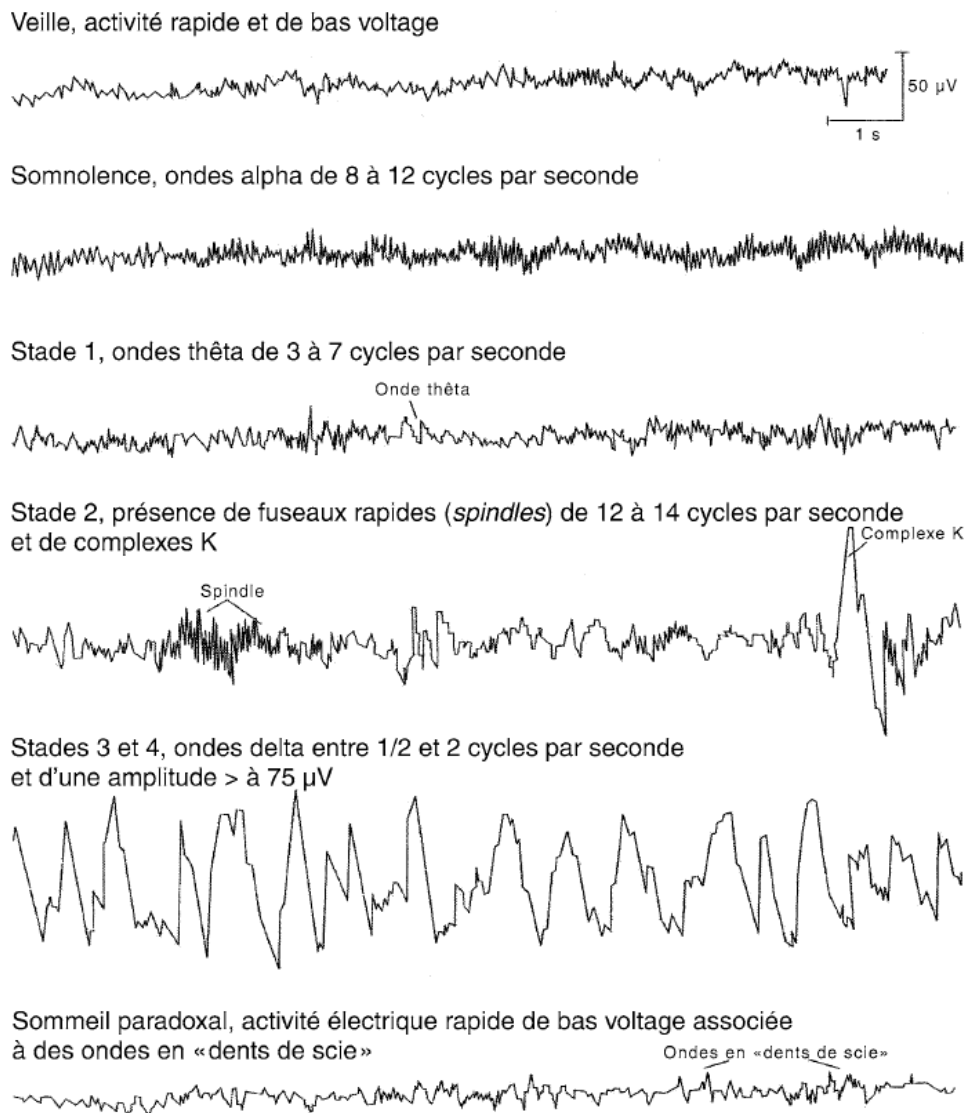 Veille, activité rapide et de bas voltage
50 µV
1 s
Somnolence, ondes alpha de 8 à 12 cycles par seconde
Stade 1, ondes thêta de 3 à 7 cycles par seconde
Onde thêta
Stade 2, présence de fuseaux rapides (spindles) de 12 à 14 cycles par seconde
et de complexes K
Complexe K
Spindle
Stades 3 et 4, ondes delta entre 1/2 et 2 cycles par seconde
et d'une amplitude > à 75 µV
Sommeil paradoxal, activité électrique rapide de bas voltage associée
à des ondes en «dents de scie»
Ondes en «dents de scie»